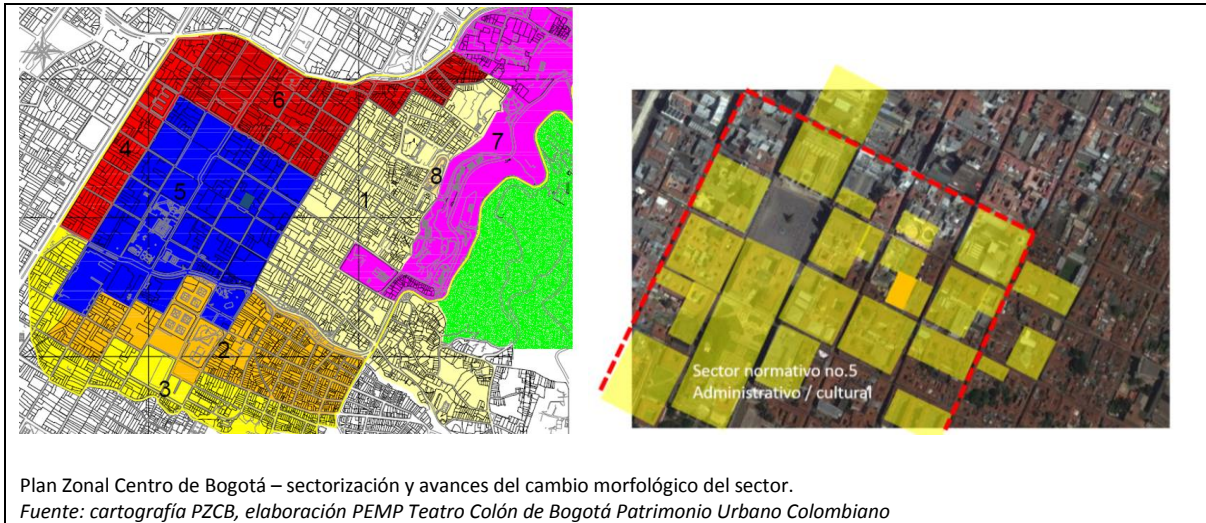 6
4
7
5
8
1
2
3
Sector normativo no.5
Administrativo / cultural
Plan Zonal Centro de Bogotá – sectorización y avances del cambio morfológico del sector.
Fuente: cartografía PZCB, elaboración PEMP Teatro Colón de Bogotá Patrimonio Urbano Colombiano